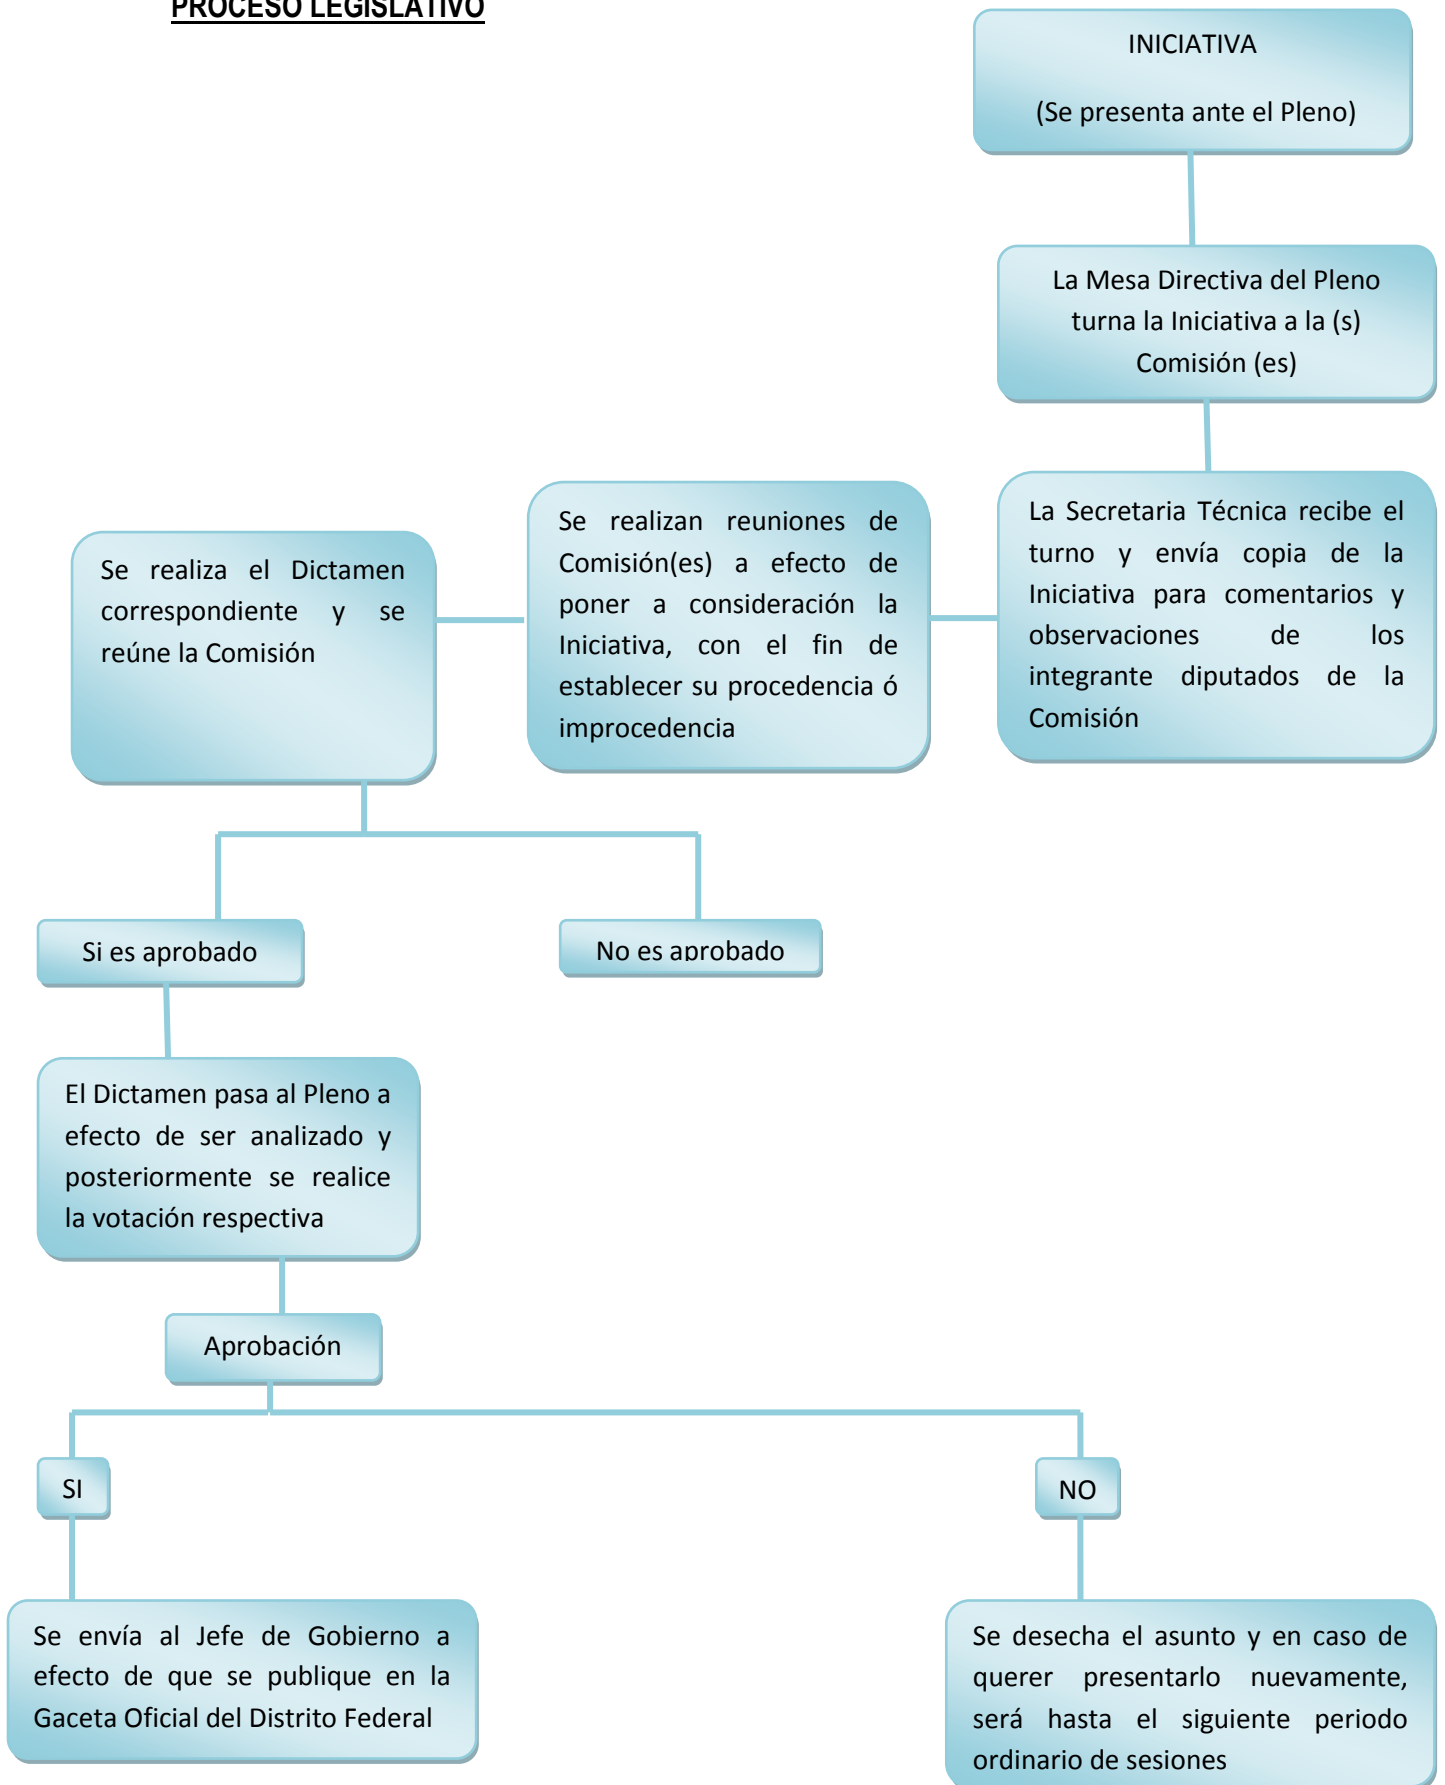 PROCESO LEGISLATIVO
INICIATIVA
(Se presenta ante el Pleno)
La Mesa Directiva del Pleno
turna la Iniciativa a la (s)
Comisión (es)
La Secretaria Técnica recibe el
turno y envía copia de la
Iniciativa para comentarios y
observaciones de los
integrante diputados de la
Comisión
Se realizan reuniones de
Comisión(es) a efecto de
poner a consideración la
Iniciativa, con el fin de
establecer su procedencia ó
improcedencia
Se realiza el Dictamen
correspondiente y se
reúne la Comisión
Si es aprobado
No es aprobado
El Dictamen pasa al Pleno a
efecto de ser analizado y
posteriormente se realice
la votación respectiva
Aprobación
SI
NO
Se envía al Jefe de Gobierno a
efecto de que se publique en la
Gaceta Oficial del Distrito Federal
Se desecha el asunto y en caso de
querer presentarlo nuevamente,
será hasta el siguiente periodo
ordinario de sesiones